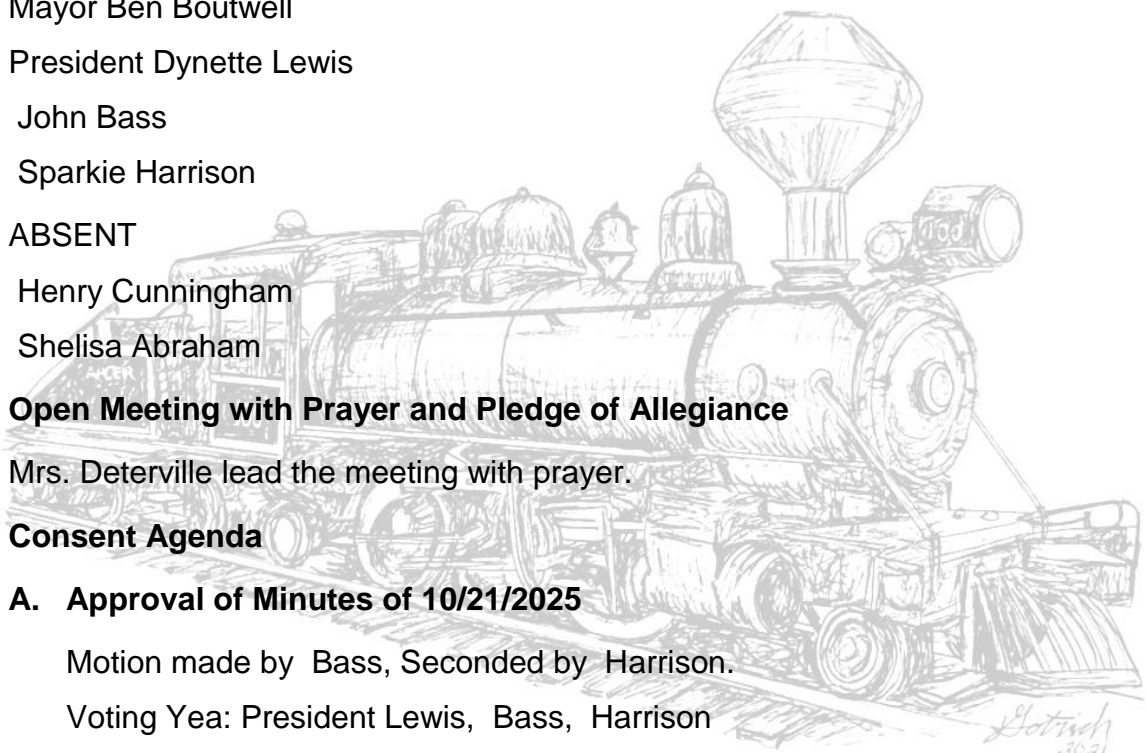 Mayor Ben Boutwell
President Dynette Lewis
John Bass
Sparkie Harrison
ABSENT
Henry Cunningham
Shelisa Abraham
Open Meeting with Prayer and Pledge of Allegiance
Mrs. Deterville lead the meeting with prayer.
Consent Agenda
A. Approval of Minutes of 10/21/2025
Motion made by Bass, Seconded by Harrison.
Voting Yea: President Lewis, Bass, Harrison